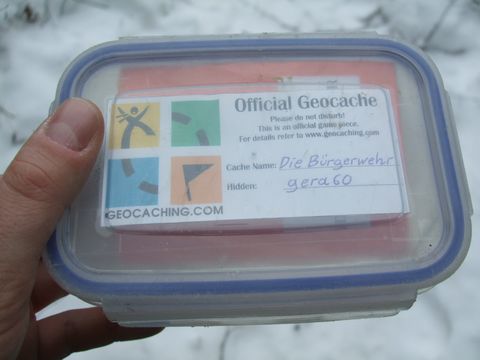 Official Geocache
Please do not disturb!
This is an official game piece.
For details refer to www.geocaching.com
Cache Name: Die Bürgerwehr
Hidden: gera60
GEOCACHING.COM